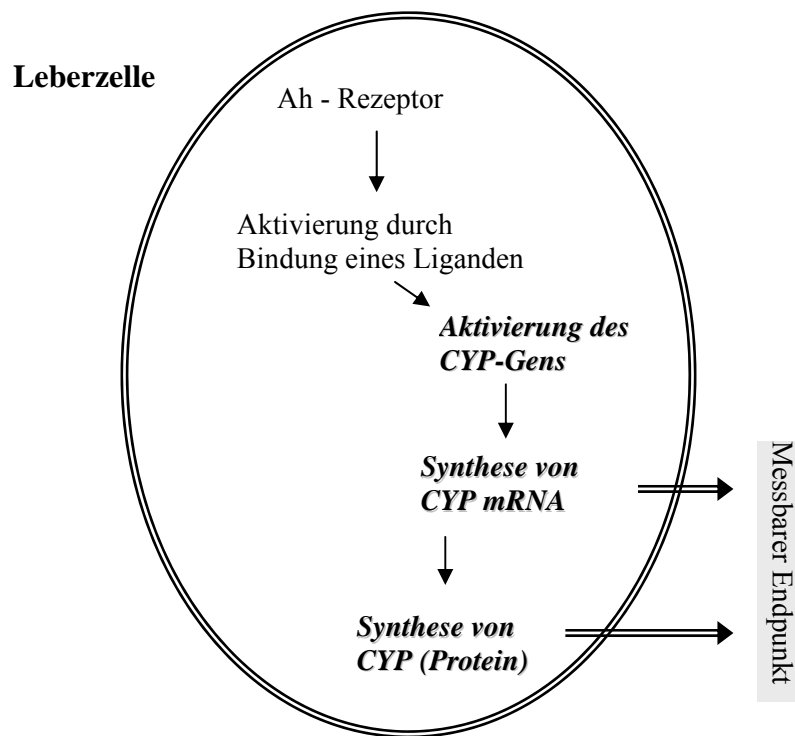 Leberzelle
Ah - Rezeptor
Aktivierung durch
Bindung eines Liganden
Aktivierung des
CYP-Gens
Synthese von
CYP mRNA
Synthese von
CYP (Protein)
Messbarer Endpunkt